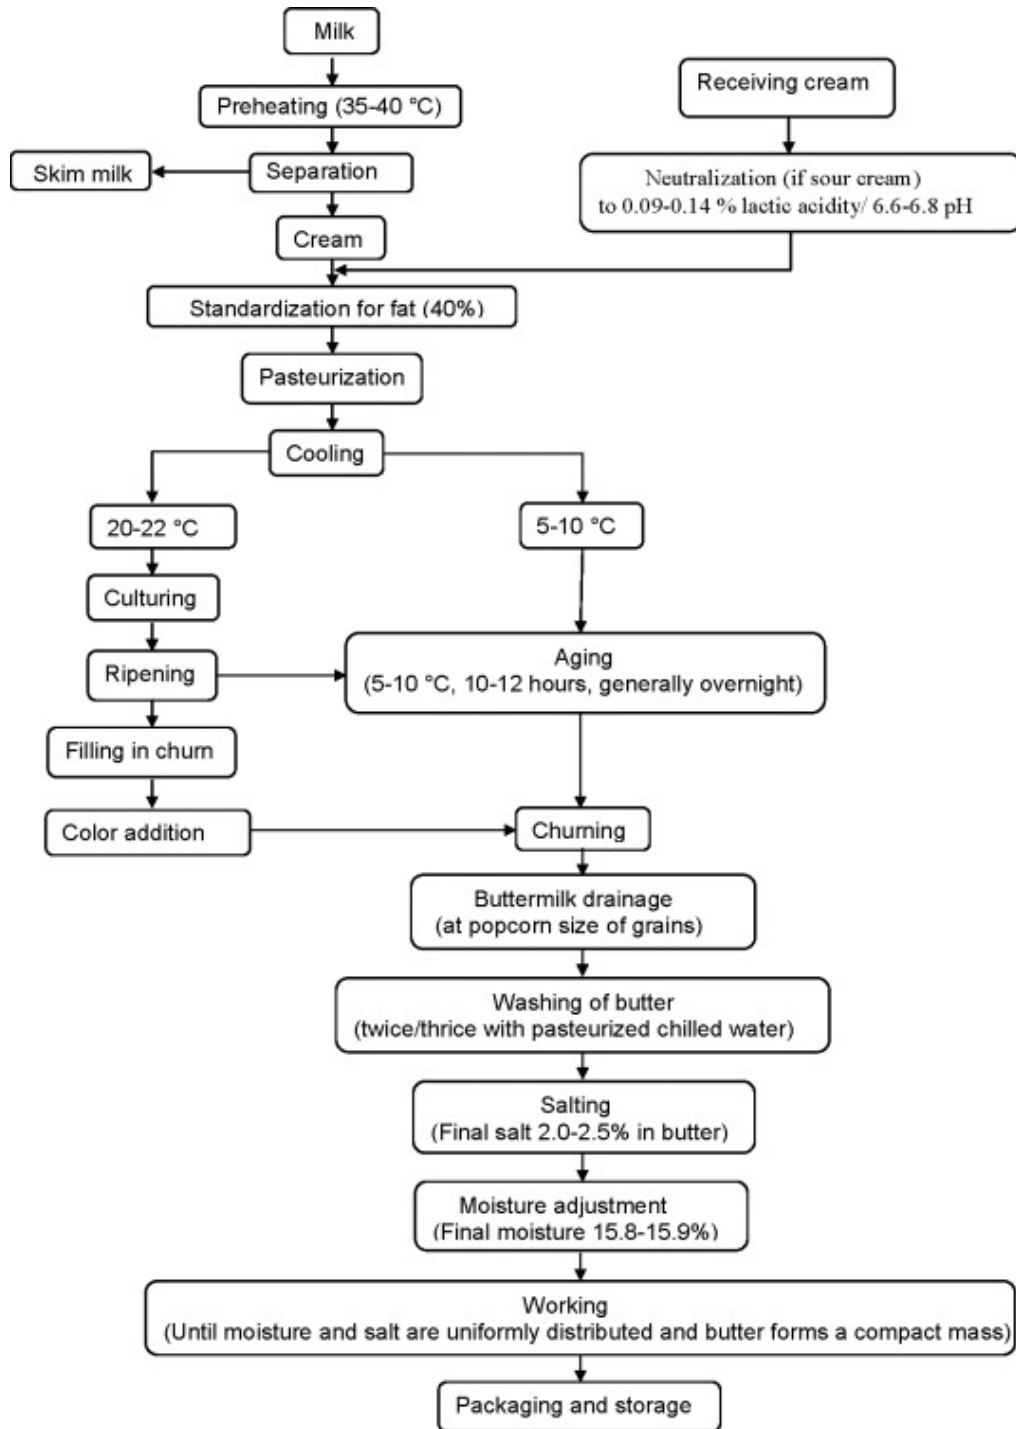 Milk
Receiving cream
Preheating (35-40 °C)
Skim milk
Separation
Neutralization (if sour cream)
to 0.09-0.14 % lactic acidity/ 6.6-6.8 pH
Cream
Standardization for fat (40%)
Pasteurization
Cooling
20-22 °C
5-10 °C
Culturing
Ripening
Aging
(5-10 °C, 10-12 hours, generally overnight)
Filling in churn
Color addition
Churning
Buttermilk drainage
(at popcorn size of grains)
Washing of butter
(twice/thrice with pasteurized chilled water)
Salting
(Final salt 2.0-2.5% in butter)
Moisture adjustment
(Final moisture 15.8-15.9%)
Working
(Until moisture and salt are uniformly distributed and butter forms a compact mass)
Packaging and storage